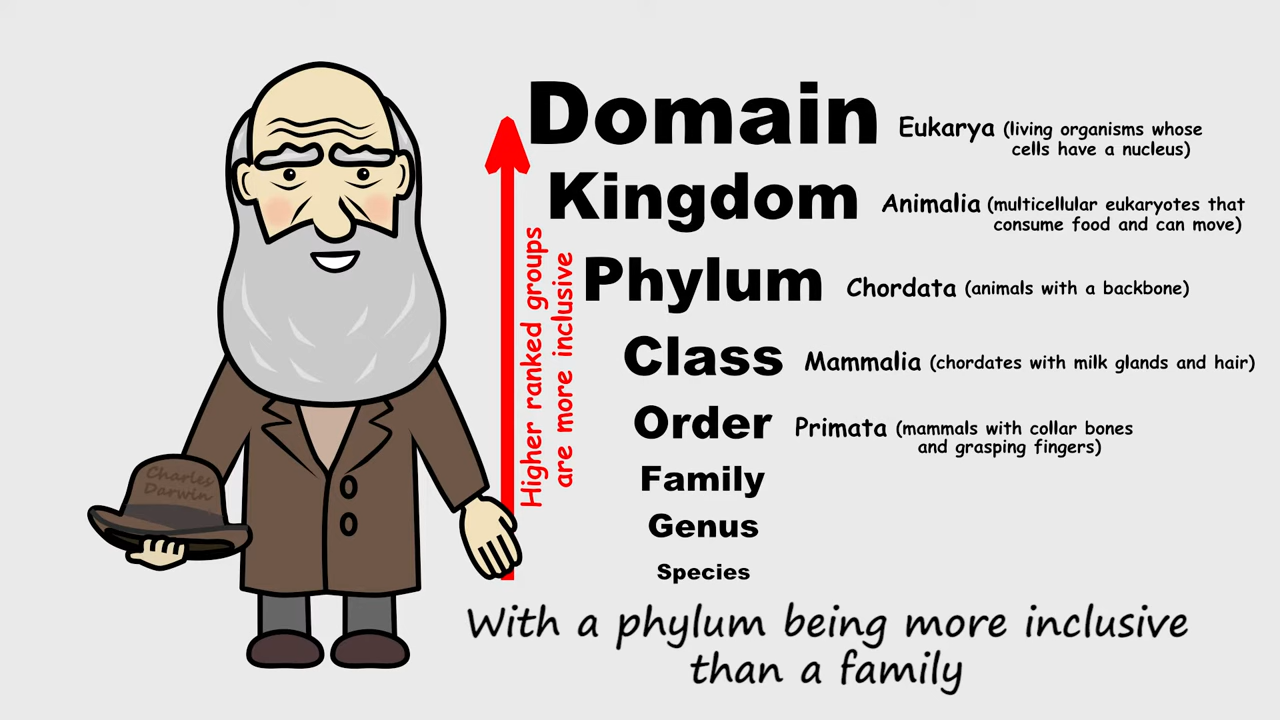 Domain Eukarya (living organisms whose
cells have a nucleus)
Kingdom Animalia (multicellular eukaryotes that
consume food and can move)
Phylum Chordata (animals with a backbone)
Class Mammalia (chordates with milk glands and hair)
Order Primata (mammals with collar bones
and grasping fingers)
Family
Genus
Species
Higher ranked groups
are more inclusive
Charles
Darwin
With a phylum being more inclusive
than a family